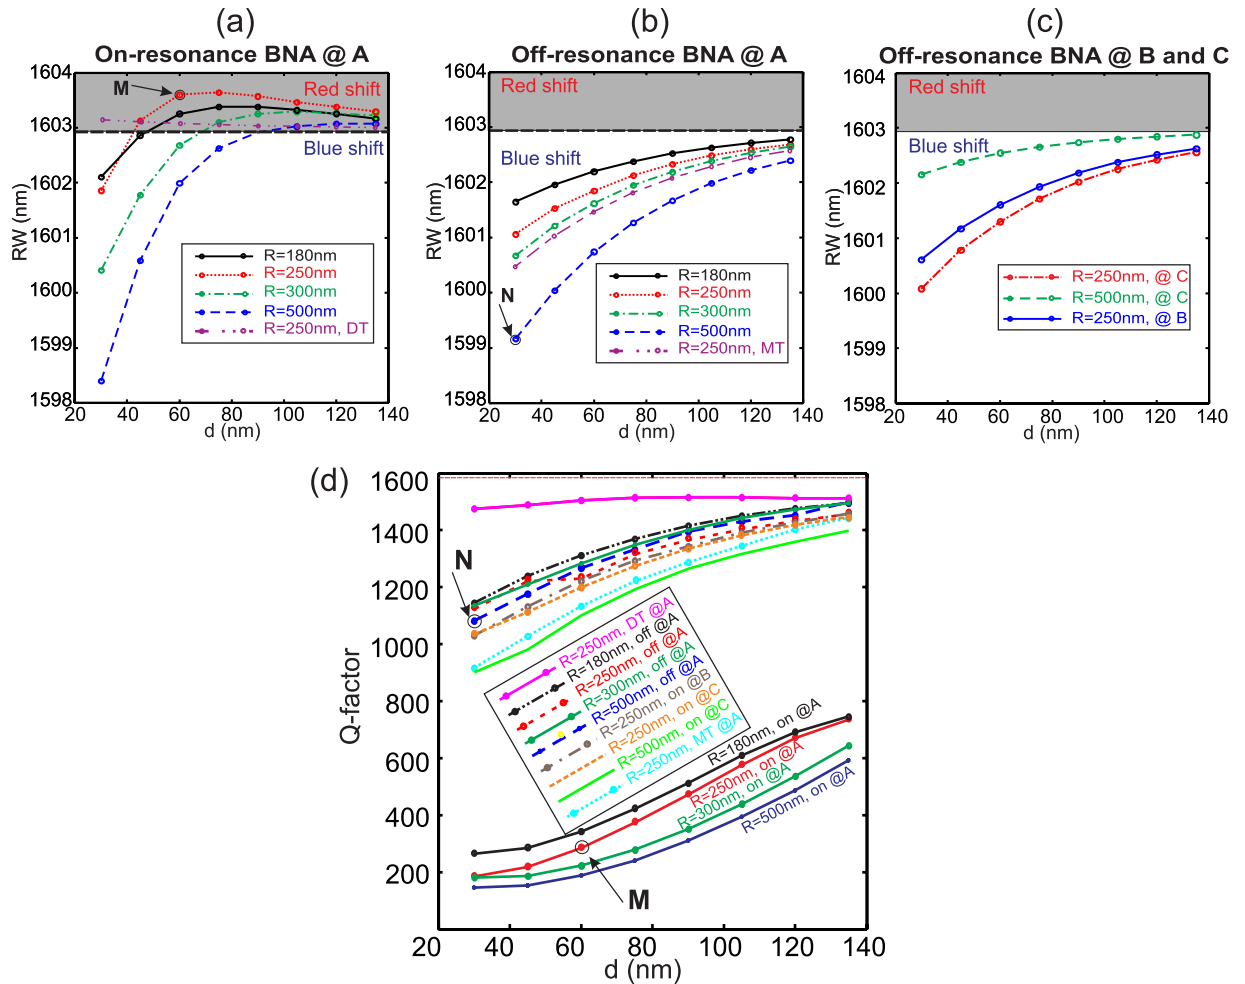 (a)
On-resonance BNA @ A
1604
1603
1602
1601
1600
1599
1598
RW (nm)
M
Red shift
Blue shift
R=180nm
R=250nm
R=300nm
R=500nm
R=250nm, DT
20 40 60 80 100 120 140
d (nm)
(b)
Off-resonance BNA @ A
1604
1603
1602
1601
1600
1599
1598
RW (nm)
Red shift
Blue shift
N
R=180nm
R=250nm
R=300nm
R=500nm
R=250nm, MT
20 40 60 80 100 120 140
d (nm)
(c)
Off-resonance BNA @ B and C
1604
1603
1602
1601
1600
1599
1598
RW (nm)
Red shift
Blue shift
R=250nm, @ C
R=500nm, @ C
R=250nm, @ B
20 40 60 80 100 120 140
d (nm)
(d)
1600
1400
1200
1000
800
600
400
200
Q-factor
N
R=250nm, DT @A
R=180nm, off @A
R=250nm, off @A
R=300nm, off @A
R=500nm, off @A
R=250nm, on @B
R=250nm, on @C
R=500nm, on @C
R=250nm, MT @A
R=180nm, on @A
R=250nm, on @A
R=300nm, on @A
R=500nm, on @A
M
20 40 60 80 100 120 140
d (nm)